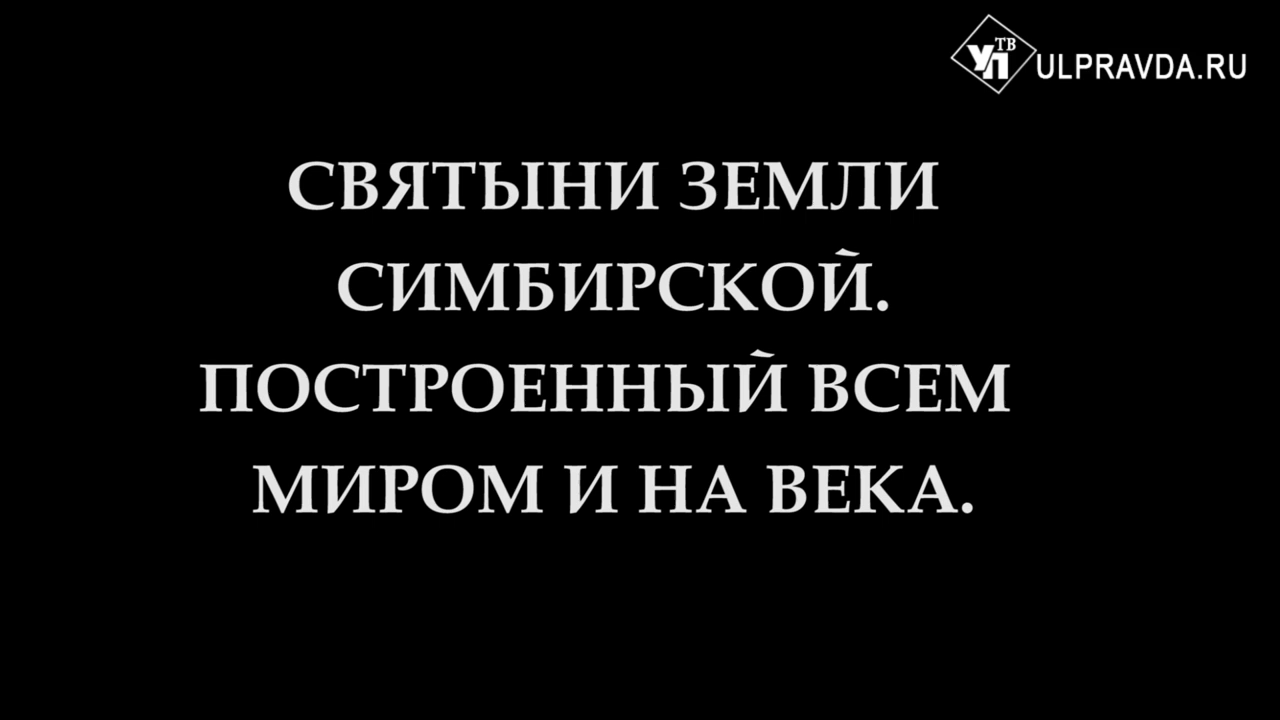 УП ТВ ULPRAVDA.RU
СВЯТЫНИ ЗЕМЛИ
СИМБИРСКОЙ.
ПОСТРОЕННЫЙ ВСЕМ
МИРОМ И НА ВЕКА.